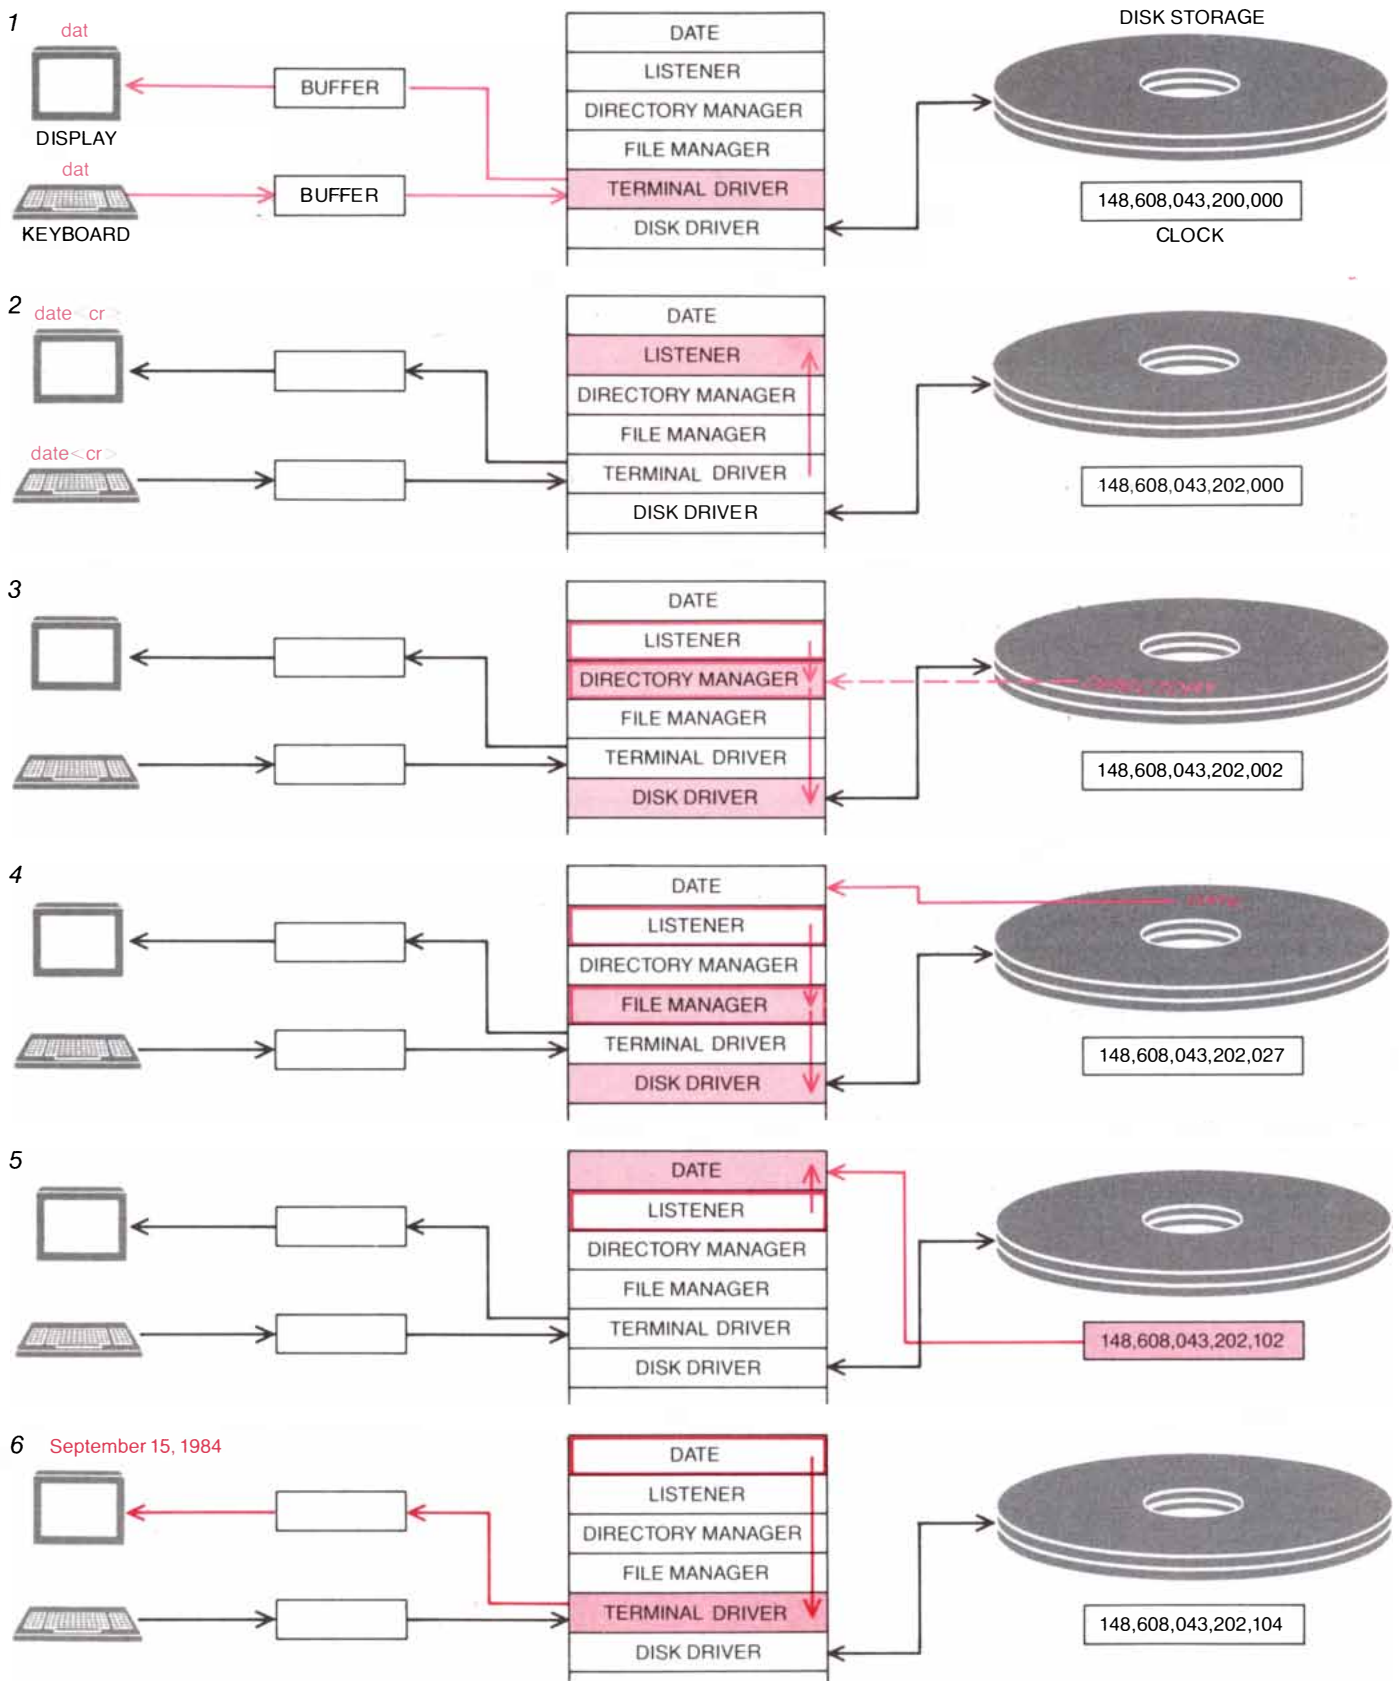 1
dat
DISPLAY
dat
KEYBOARD
BUFFER
BUFFER
DATE
LISTENER
DIRECTORY MANAGER
FILE MANAGER
TERMINAL DRIVER
DISK DRIVER
DISK STORAGE
148,608,043,200,000
CLOCK
2
date<cr>
date<cr>
DATE
LISTENER
DIRECTORY MANAGER
FILE MANAGER
TERMINAL DRIVER
DISK DRIVER
148,608,043,202,000
3
DATE
LISTENER
DIRECTORY MANAGER
FILE MANAGER
TERMINAL DRIVER
DISK DRIVER
DIRECTORY
148,608,043,202,002
4
DATE
LISTENER
DIRECTORY MANAGER
FILE MANAGER
TERMINAL DRIVER
DISK DRIVER
DATE
148,608,043,202,027
5
DATE
LISTENER
DIRECTORY MANAGER
FILE MANAGER
TERMINAL DRIVER
DISK DRIVER
148,608,043,202,102
6
September 15, 1984
DATE
LISTENER
DIRECTORY MANAGER
FILE MANAGER
TERMINAL DRIVER
DISK DRIVER
148,608,043,202,104